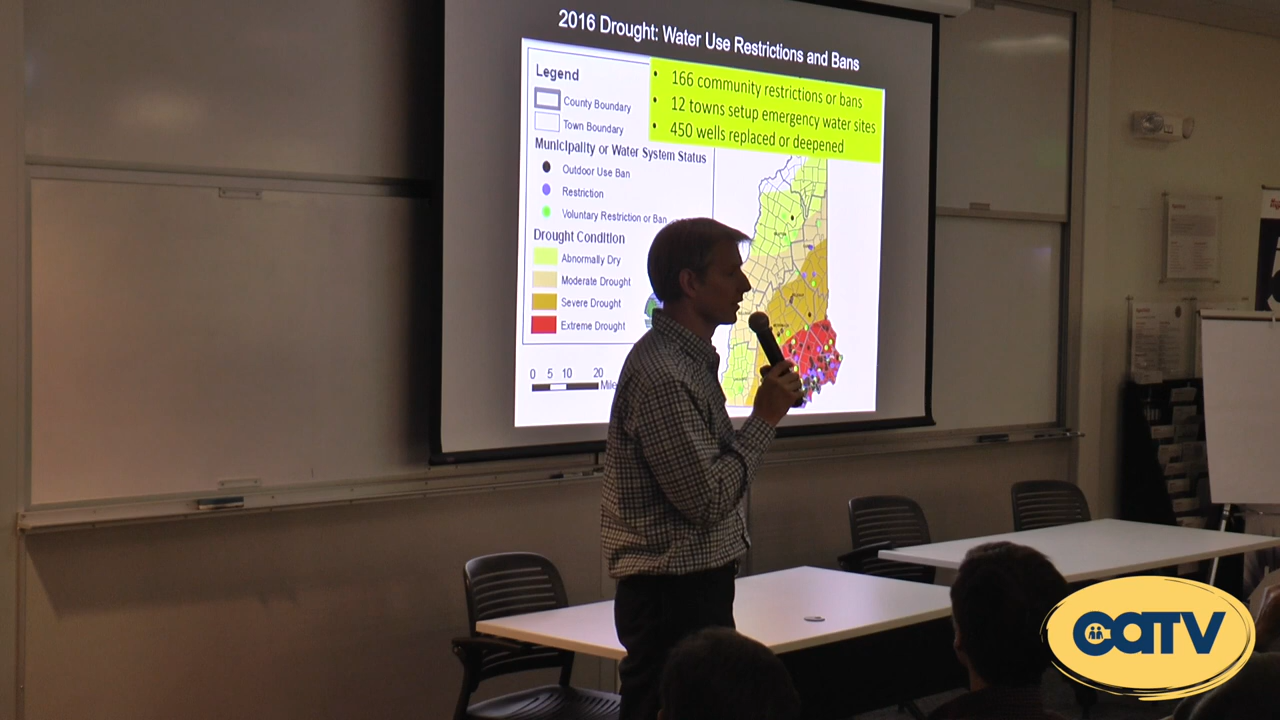 2016 Drought: Water Use Restrictions and Bans
• 166 community restrictions or bans
• 12 towns setup emergency water sites
• 450 wells replaced or deepened
Legend
County Boundary
Town Boundary
Municipality or Water System Status
Outdoor Use Ban
Restriction
Voluntary Restriction or Ban
Drought Condition
Abnormally Dry
Moderate Drought
Severe Drought
Extreme Drought
0 5 10 20
Mile
CATV